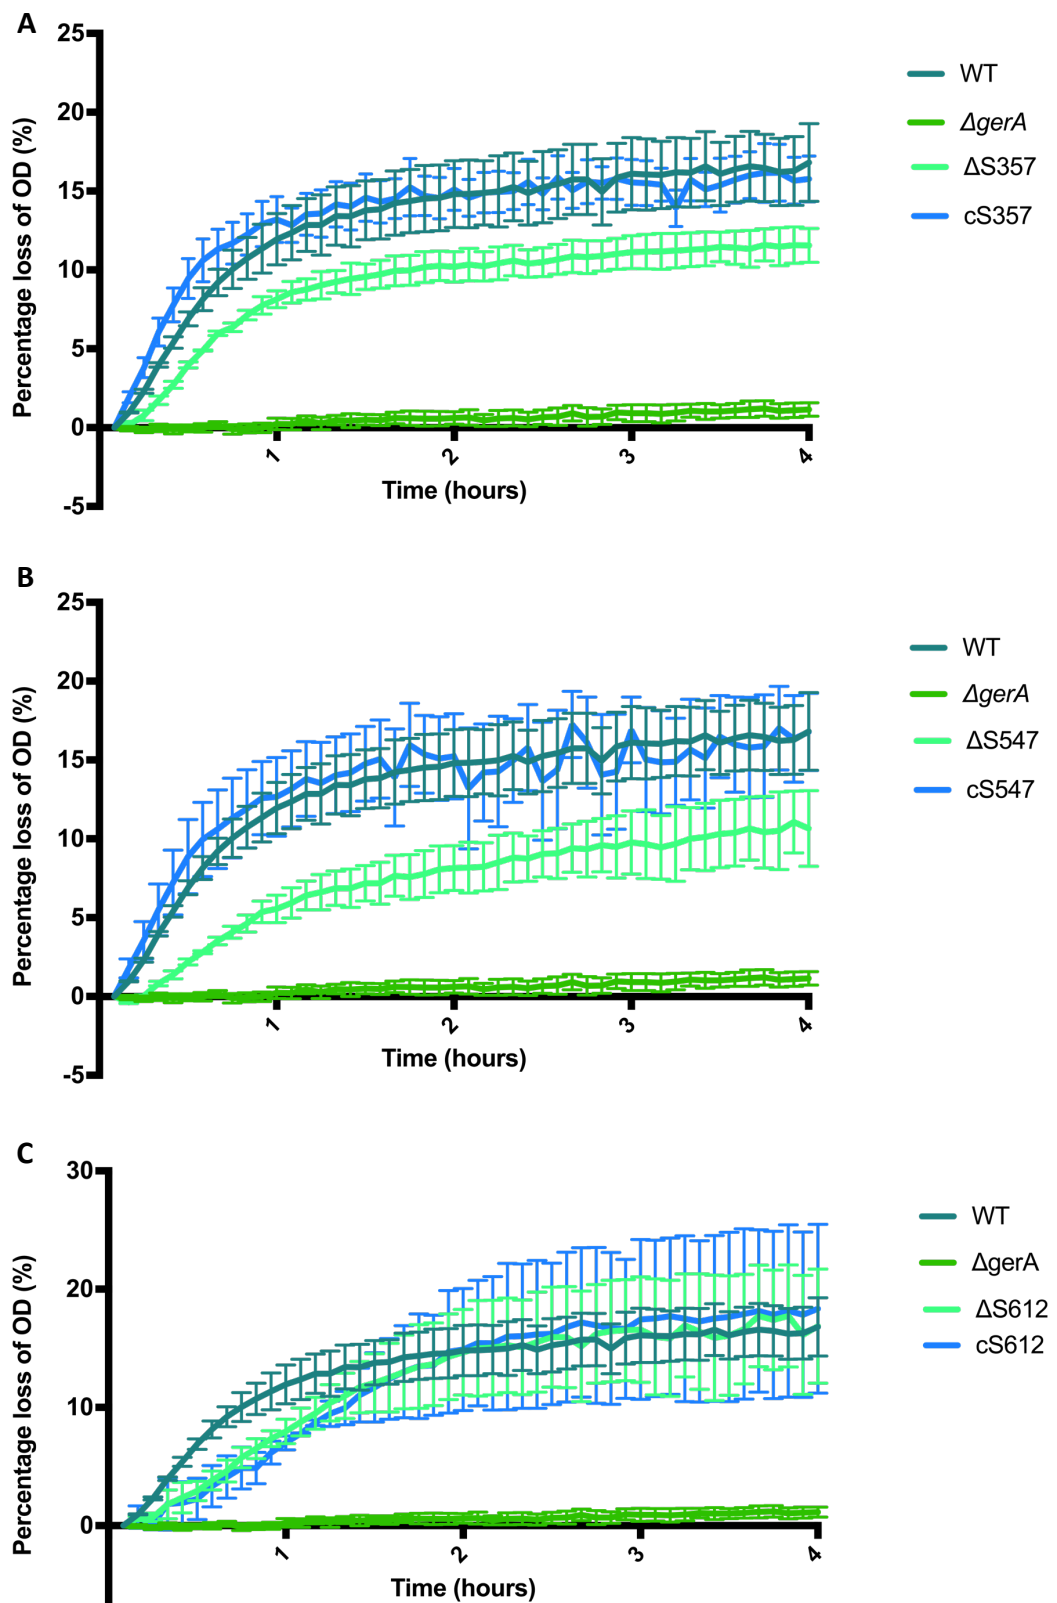 A
25
20
15
10
5
0
-5
Percentage loss of OD (%)
1
2
3
4
Time (hours)
WT
ΔgerA
ΔS357
cS357
B
25
20
15
10
5
0
-5
Percentage loss of OD (%)
1
2
3
4
Time (hours)
WT
ΔgerA
ΔS547
cS547
C
30
20
10
0
Percentage loss of OD (%)
1
2
3
4
Time (hours)
WT
ΔgerA
ΔS612
cS612